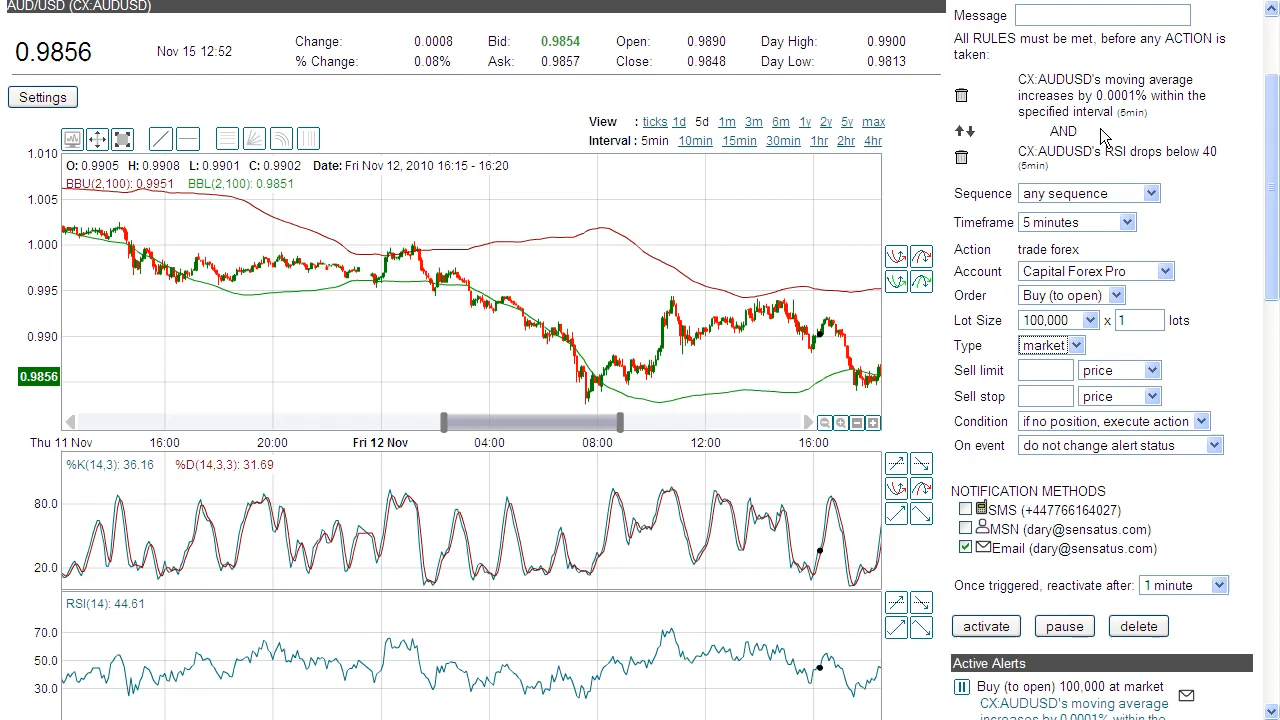 AUD/USD (CX:AUDUSD)
0.9856
Nov 15 12:52
Change: 0.0008 Bid: 0.9854 Open: 0.9890 Day High: 0.9900
% Change: 0.08% Ask: 0.9857 Close: 0.9848 Day Low: 0.9813
Settings
View : ticks 1d 5d 1m 3m 6m 1y 2y 5y max
Interval : 5min 10min 15min 30min 1hr 2hr 4hr
1.010
O: 0.9905 H: 0.9908 L: 0.9901 C: 0.9902 Date: Fri Nov 12, 2010 16:15 - 16:20
BBU(2,100): 0.9951 BBL(2,100): 0.9851
1.005
1.000
0.995
0.990
0.9856
Thu 11 Nov 16:00 20:00 Fri 12 Nov 04:00 08:00 12:00 16:00
%K(14,3): 36.16 %D(14,3,3): 31.69
80.0
20.0
RSI(14): 44.61
70.0
50.0
30.0
Message
All RULES must be met, before any ACTION is
taken:
CX:AUDUSD's moving average
increases by 0.0001% within the
specified interval (5min)
AND
CX:AUDUSD's RSI drops below 40
(5min)
Sequence any sequence
Timeframe 5 minutes
Action trade forex
Account Capital Forex Pro
Order Buy (to open)
Lot Size 100,000 x 1 lots
Type market
Sell limit price
Sell stop price
Condition if no position, execute action
On event do not change alert status
NOTIFICATION METHODS
SMS (+447766164027)
MSN (dary@sensatus.com)
Email (dary@sensatus.com)
Once triggered, reactivate after: 1 minute
activate pause delete
Active Alerts
Buy (to open) 100,000 at market
CX:AUDUSD's moving average
increases by 0.0001% within the